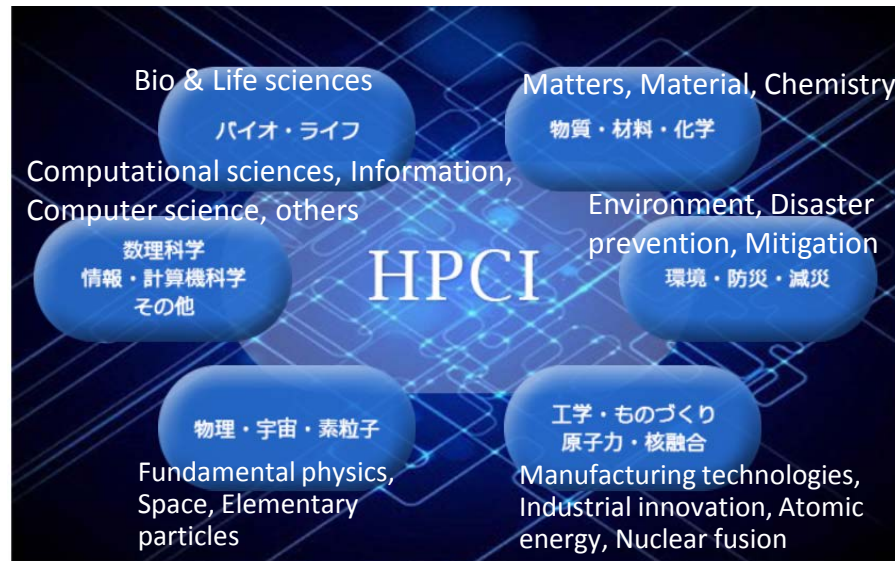 Bio & Life sciences
バイオ・ライフ
Matters, Material, Chemistry
物質・材料・化学
Computational sciences, Information,
Computer science, others
数理科学
情報・計算機科学
その他
HPCI
Environment, Disaster
prevention, Mitigation
環境・防災・減災
物理・宇宙・素粒子
Fundamental physics,
Space, Elementary
particles
工学・ものづくり
原子力・核融合
Manufacturing technologies,
Industrial innovation, Atomic
energy, Nuclear fusion